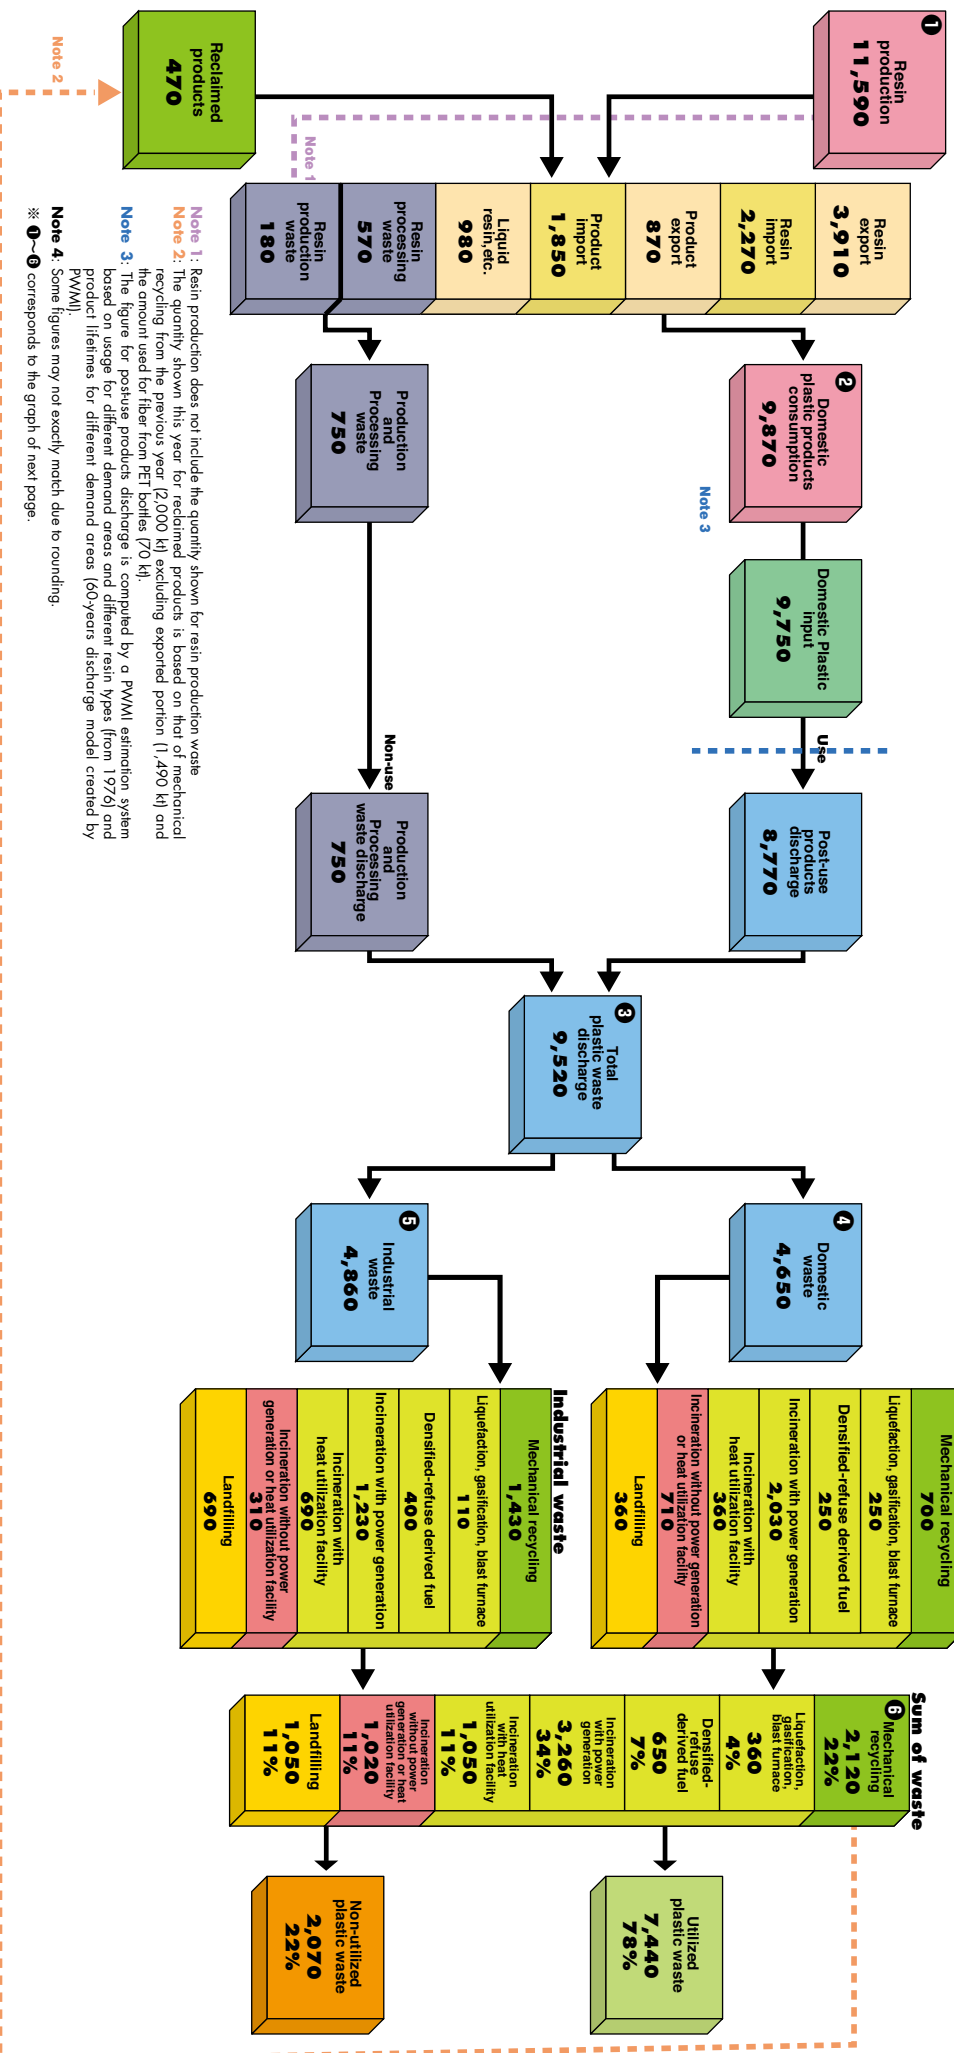 ❶
Resin
production
11,590
Reclaimed
products
470
Note 2
Note 1
Resin
export
3,910
Resin
import
2,270
Product
export
870
Product
import
1,850
Liquid
resin,etc.
980
Resin
processing
waste
570
Resin
production
waste
180
❷
Domestic
plastic products
consumption
9,870
Note 3
Domestic Plastic
input
9,750
Use
Post-use
products
discharge
8,770
Production
and
Processing
waste
750
Non-use
Production
and
Processing
waste discharge
750
❸
Total
plastic waste
discharge
9,520
❹
Domestic
waste
4,650
❺
Industrial
waste
4,860
Mechanical recycling
700
Liquefaction, gasification, blast furnace
250
Densified-refuse derived fuel
250
Incineration with power generation
2,030
Incineration with
heat utilization facility
360
Incineration without power generation
or heat utilization facility
710
Landfilling
360
Industrial waste
Mechanical recycling
1,430
Liquefaction, gasification, blast furnace
110
Densified-refuse derived fuel
400
Incineration with power generation
1,230
Incineration with
heat utilization facility
690
Incineration without power
generation or heat utilization facility
310
Landfilling
690
Sum of waste
❻
Mechanical
recycling
2,120
22%
Liquefaction,
gasification,
blast furnace
360
4%
Densified-
refuse
derived fuel
650
7%
Incineration
with power
generation
3,260
34%
Incineration
with heat
utilization facility
1,050
11%
Incineration
without power
generation or heat
utilization facility
1,020
11%
Landfilling
1,050
11%
Utilized
plastic waste
7,440
78%
Non-utilized
plastic waste
2,070
22%
Note 1: Resin production does not include the quantity shown for resin production waste
Note 2: The quantity shown this year for reclaimed products is based on that of mechanical
recycling from the previous year (2,000 kt) excluding exported portion (1,490 kt) and
the amount used for fiber from PET bottles (70 kt).
Note 3: The figure for post-use products discharge is computed by a PWMI estimation system
based on usage for different demand areas and different resin types (from 1976) and
product lifetimes for different demand areas (60-years discharge model created by
PWMI).
Note 4: Some figures may not exactly match due to rounding.
※ ❶～❻ corresponds to the graph of next page.